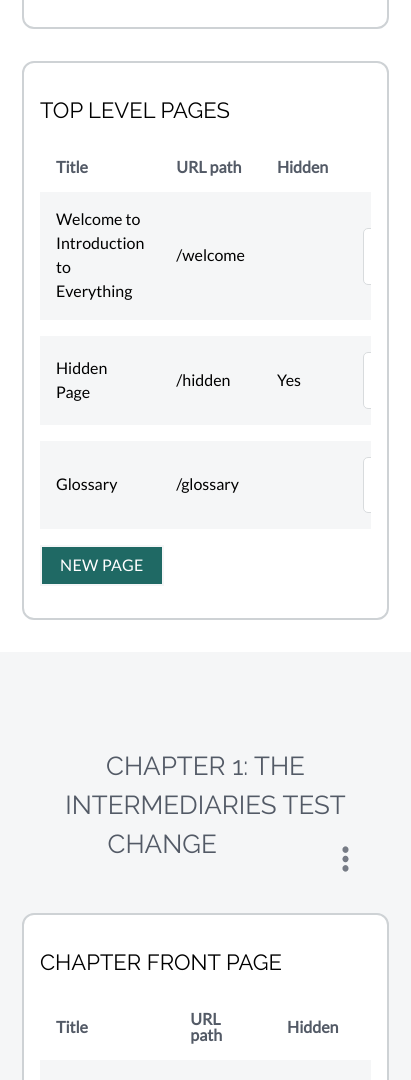 TOP LEVEL PAGES
Title URL path Hidden
Welcome to
Introduction
to
Everything
/welcome
Hidden
Page
/hidden Yes
Glossary /glossary
NEW PAGE
CHAPTER 1: THE
INTERMEDIARIES TEST
CHANGE
CHAPTER FRONT PAGE
Title URL
path Hidden